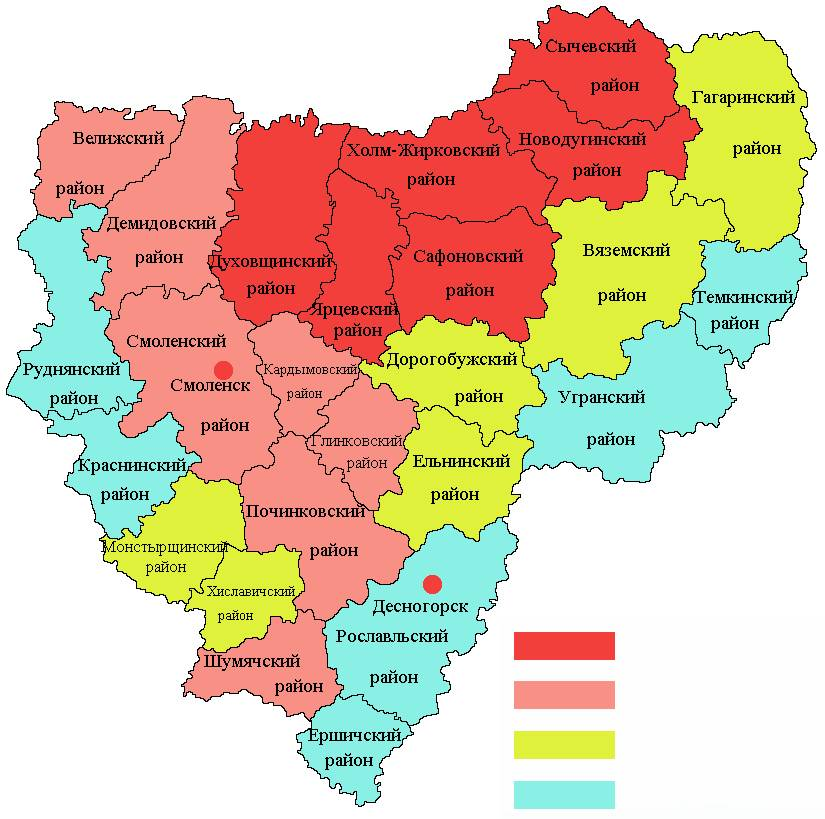 Сычевский
район
Гагаринский
район
Новодугинский
район
Холм-Жирковский
район
Велижский
район
Демидовский
район
Духовщинский
район
Ярцевский
район
Сафоновский
район
Вяземский
район
Темкинский
район
Руднянский
район
Смоленский
Смоленск
район
Кардымовский
район
Дорогобужский
район
Угранский
район
Глинковский
район
Ельнинский
район
Краснинский
район
Починковский
район
Монстырщинский
район
Хиславичский
район
Десногорск
Рославльский
район
Шумячский
район
Ершичский
район